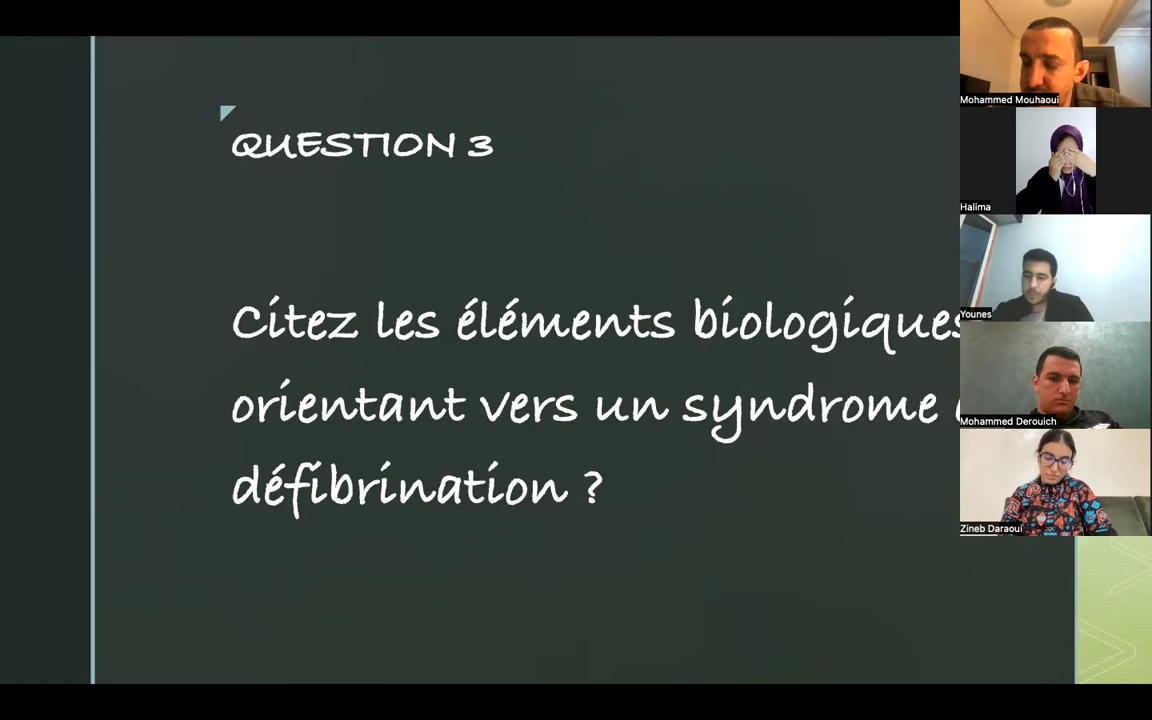 QUESTION 3
Citez les éléments biologiques
orientant vers un syndrome
défibrination ?
Mohammed Mouhaoui
Halima
Younes
Mohammed Derouich
Zineb Daraoui